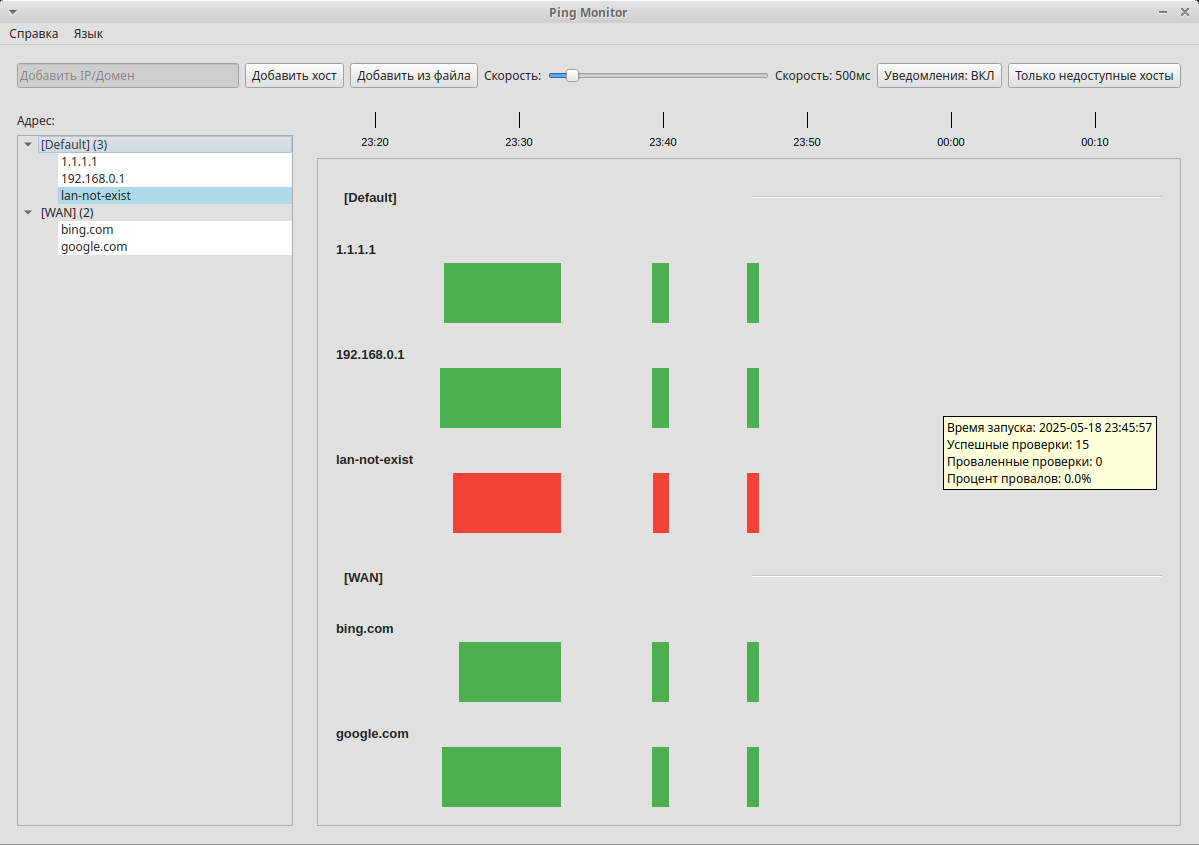 Ping Monitor
Справка Язык
Добавить IP/Домен Добавить хост Добавить из файла Скорость: Скорость: 500мс Уведомления: ВКЛ Только недоступные хосты
Адрес:
[Default] (3)
1.1.1.1
192.168.0.1
lan-not-exist
[WAN] (2)
bing.com
google.com
23:20 23:30 23:40 23:50 00:00 00:10
[Default]
1.1.1.1
192.168.0.1
lan-not-exist
Время запуска: 2025-05-18 23:45:57
Успешные проверки: 15
Проваленные проверки: 0
Процент провалов: 0.0%
[WAN]
bing.com
google.com